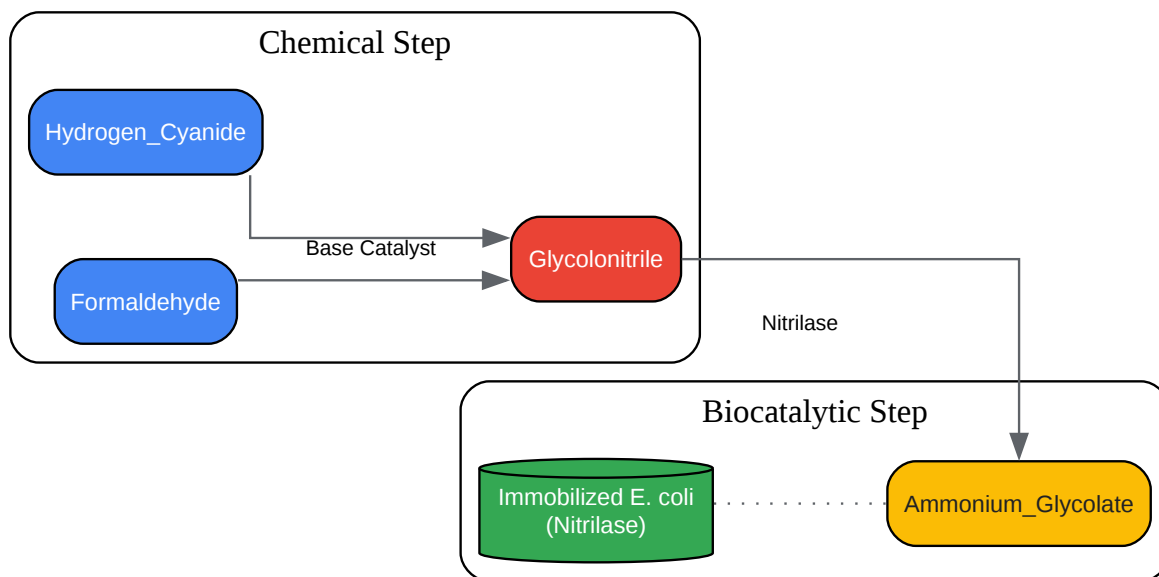 Chemical Step
Hydrogen_Cyanide
Base Catalyst
Glycolonitrile
Formaldehyde
Nitrilase
Biocatalytic Step
Immobilized E. coli
(Nitrilase)
Ammonium_Glycolate